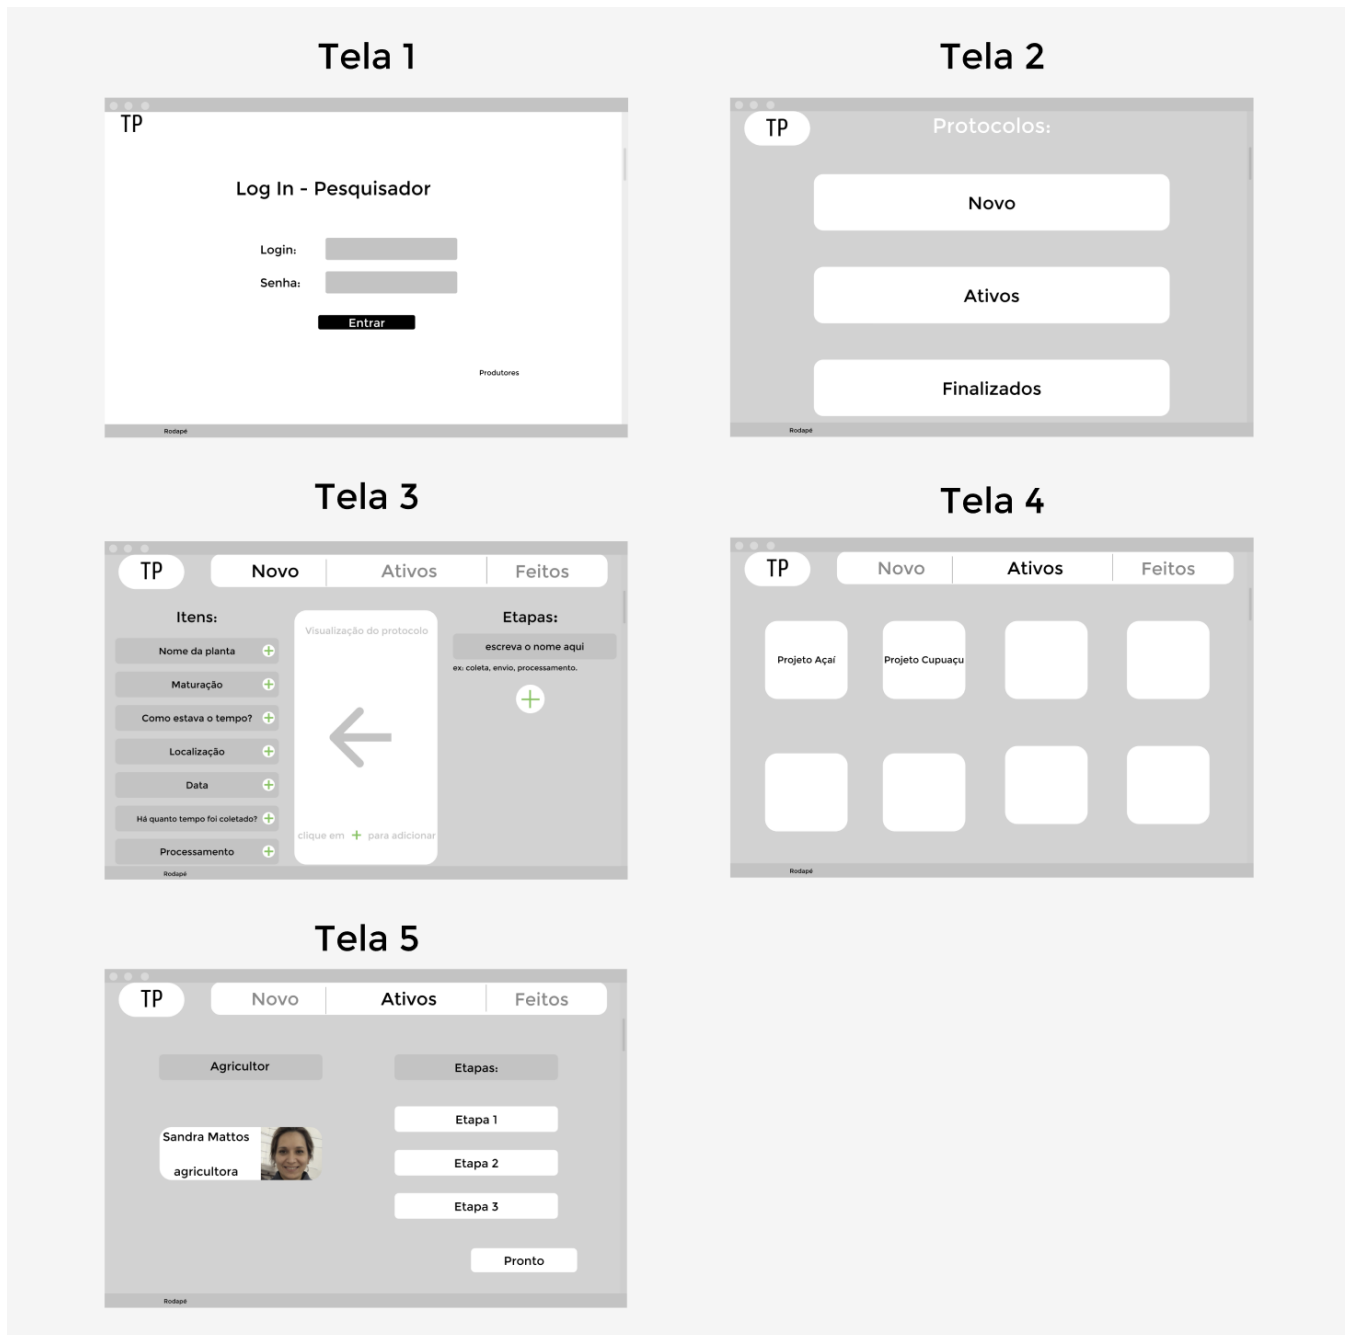 Tela 1
TP
Log In - Pesquisador
Login:
Senha:
Entrar
Produtores
Rodapé
Tela 2
TP
Protocolos:
Novo
Ativos
Finalizados
Rodapé
Tela 3
TP
Novo
Ativos
Feitos
Itens:
Nome da planta +
Maturação +
Como estava o tempo? +
Localização +
Data +
Há quanto tempo foi coletado? +
Processamento +
Visualização do protocolo
clique em + para adicionar
Etapas:
escreva o nome aqui
ex: coleta, envio, processamento.
+
Rodapé
Tela 4
TP
Novo
Ativos
Feitos
Projeto Açaí
Projeto Cupuaçu
Rodapé
Tela 5
TP
Novo
Ativos
Feitos
Agricultor
Sandra Mattos
agricultora
Etapas:
Etapa 1
Etapa 2
Etapa 3
Pronto
Rodapé